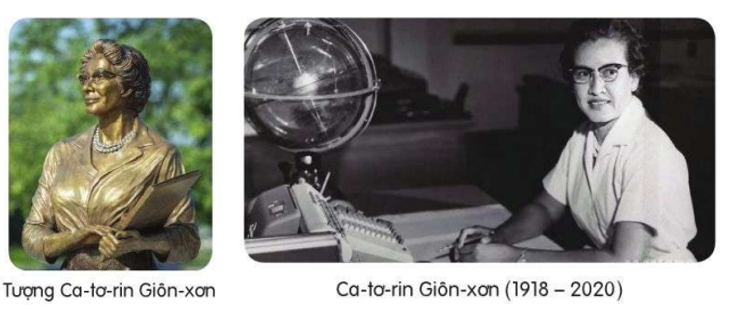 Tượng Ca-tơ-rin Giôn-xơn
Ca-tơ-rin Giôn-xơn (1918 – 2020)